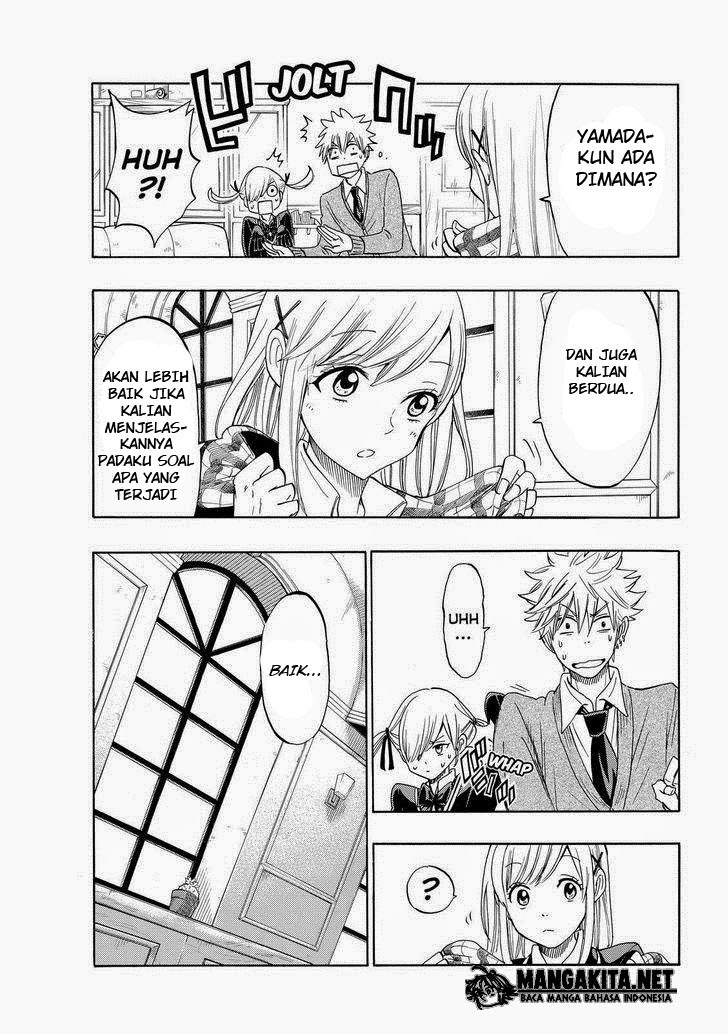 YAMADA-
KUN ADA
DIMANA?
JOLT
HUH
?!
DAN JUGA
KALIAN
BERDUA..
AKAN LEBIH
BAIK JIKA
KALIAN
MENJELAS-
KANNYA
PADAKU SOAL
APA YANG
TERJADI
UHH
...
WHAP
?
BAIK...
MANGAKITA.NET
BACA MANGA BAHASA INDONESIA